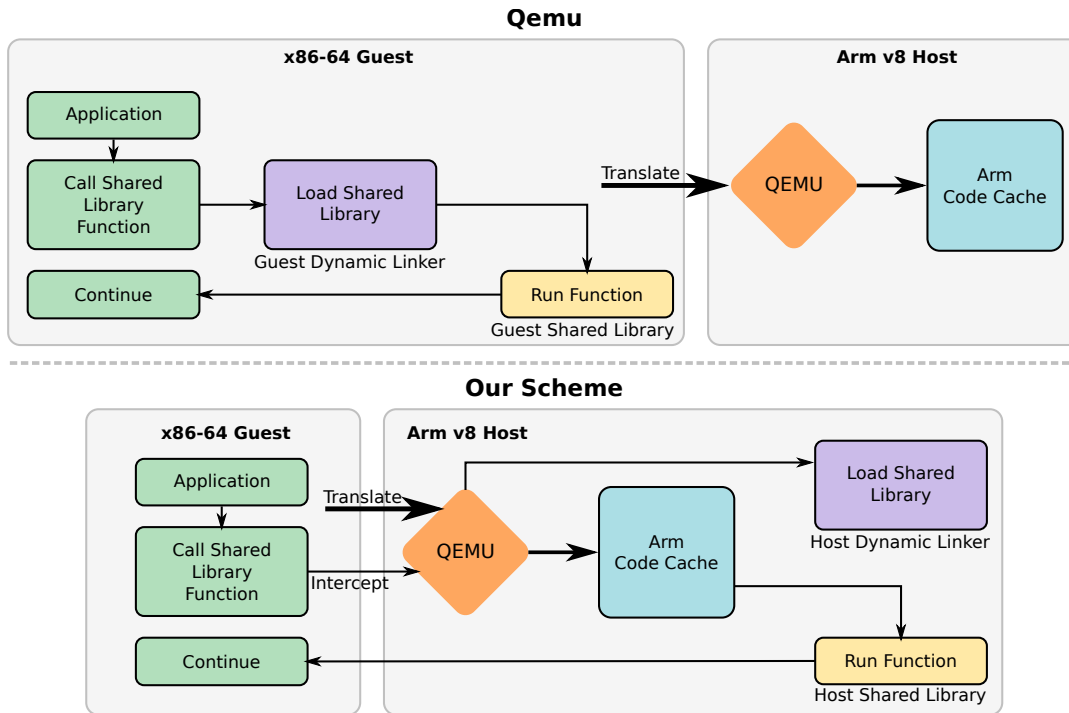 Qemu
x86-64 Guest
Application
Call Shared
Library
Function
Continue
Load Shared
Library
Guest Dynamic Linker
Run Function
Guest Shared Library
Translate
Arm v8 Host
QEMU
Arm
Code Cache
Our Scheme
x86-64 Guest
Application
Call Shared
Library
Function
Continue
Translate
Intercept
Arm v8 Host
QEMU
Arm
Code Cache
Load Shared
Library
Host Dynamic Linker
Run Function
Host Shared Library